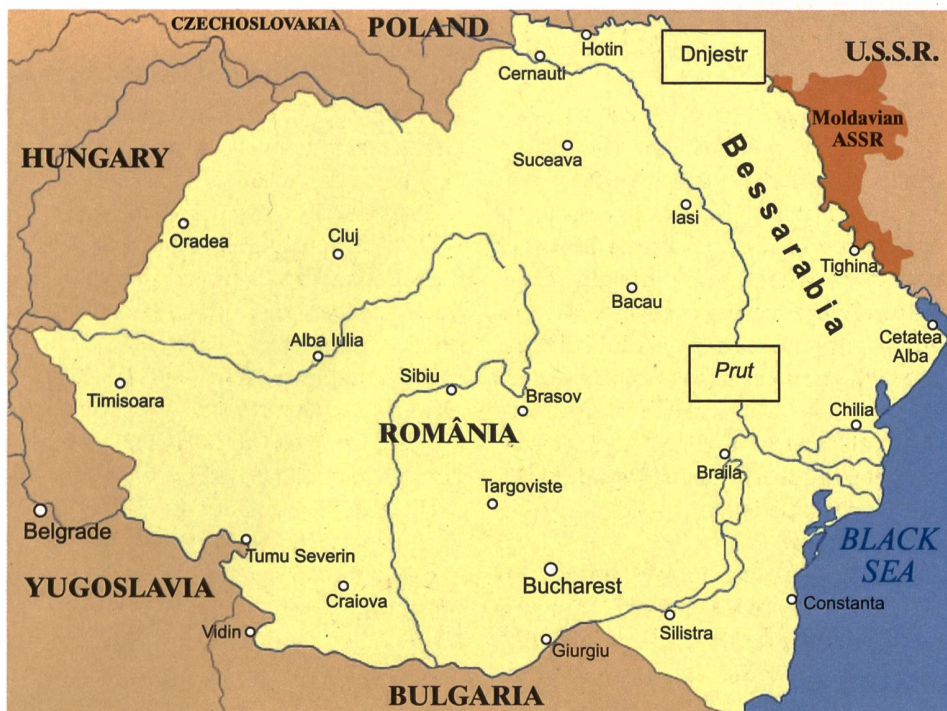 CZECHOSLOVAKIA
POLAND
Hotin
Cernauti
Dnjestr
U.S.S.R.
Moldavian
ASSR
HUNGARY
Suceava
Bessarabia
Iasi
Oradea
Cluj
Tighina
Bacau
Cetatea
Alba
Alba Iulia
Timisoara
Sibiu
Brasov
Prut
Chilia
ROMÂNIA
Braila
Targoviste
Belgrade
BLACK
SEA
Tumu Severin
YUGOSLAVIA
Craiova
Bucharest
Constanta
Vidin
Giurgiu
Silistra
BULGARIA